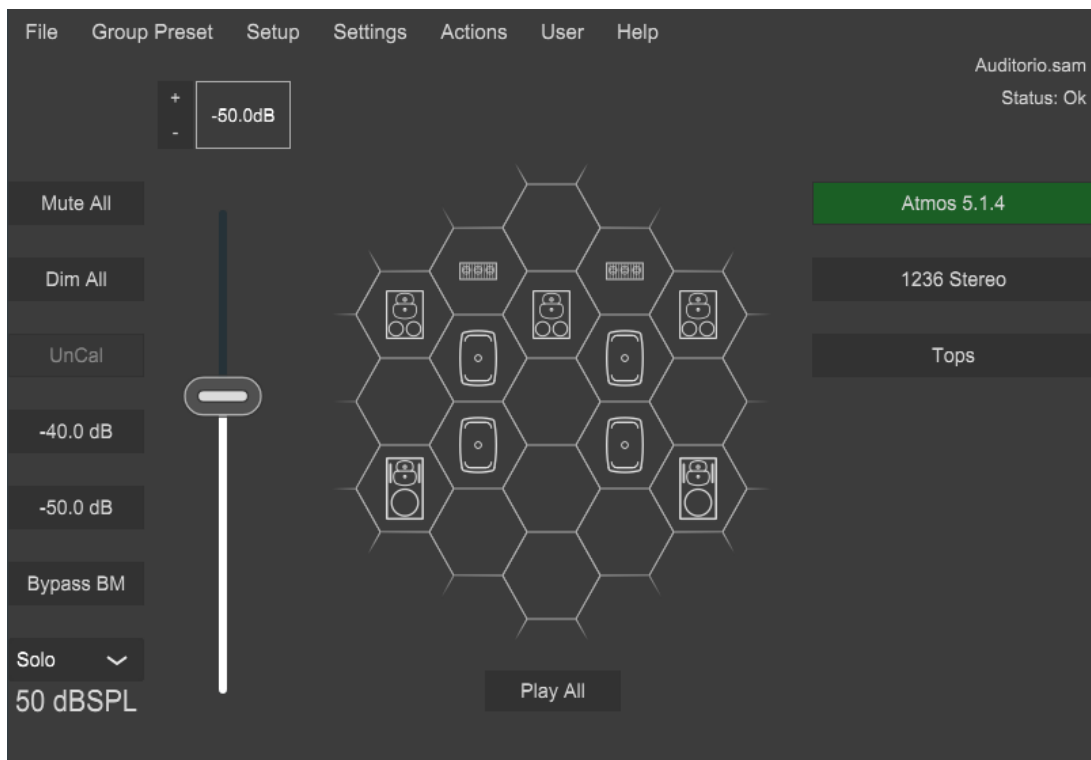 File Group Preset Setup Settings Actions User Help
Auditorio.sam
Status: Ok
+
-50.0dB
-
Mute All
Dim All
UnCal
-40.0 dB
-50.0 dB
Bypass BM
Solo
50 dBSPL
Atmos 5.1.4
1236 Stereo
Tops
Play All